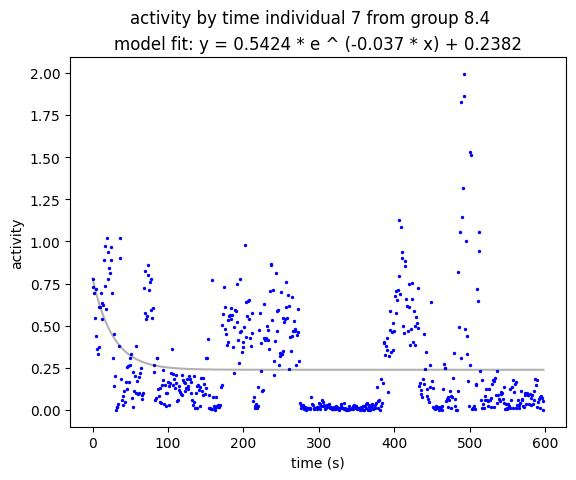 activity by time individual 7 from group 8.4
model fit: y = 0.5424 * e ^ (-0.037 * x) + 0.2382
2.00
1.75
1.50
1.25
1.00
0.75
0.50
0.25
0.00
activity
0 100 200 300 400 500 600
time (s)